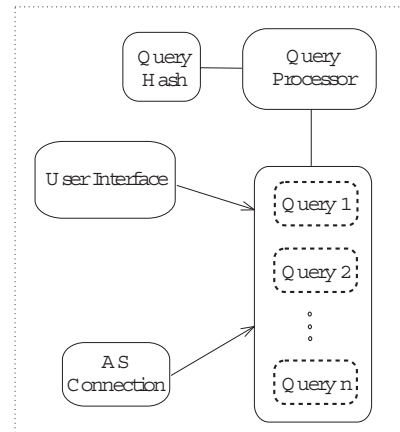 Query
Hash
Query
Processor
User Interface
Query 1
Query 2
AS
Connection
Query n